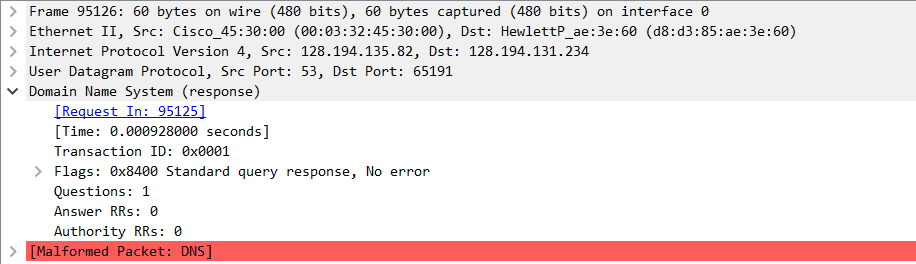 Frame 95126: 60 bytes on wire (480 bits), 60 bytes captured (480 bits) on interface 0
Ethernet II, Src: Cisco_45:30:00 (00:03:32:45:30:00), Dst: HewlettP_ae:3e:60 (d8:d3:85:ae:3e:60)
Internet Protocol Version 4, Src: 128.194.135.82, Dst: 128.194.131.234
User Datagram Protocol, Src Port: 53, Dst Port: 65191
Domain Name System (response)
[Request In: 95125]
[Time: 0.000928000 seconds]
Transaction ID: 0x0001
Flags: 0x8400 Standard query response, No error
Questions: 1
Answer RRs: 0
Authority RRs: 0
[Malformed Packet: DNS]